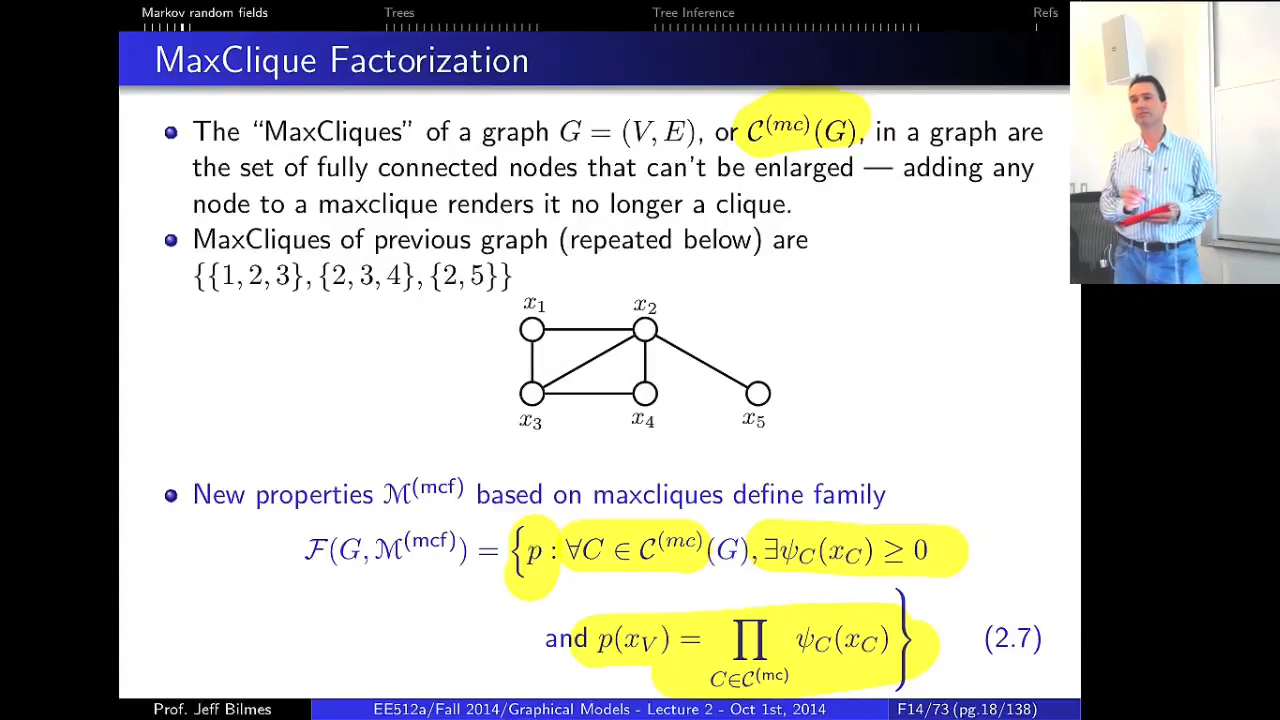 Markov random fields Trees Tree Inference Refs
MaxClique Factorization
The “MaxCliques” of a graph G = (V, E), or 𝒞^(mc)(G), in a graph are
the set of fully connected nodes that can't be enlarged — adding any
node to a maxclique renders it no longer a clique.
MaxCliques of previous graph (repeated below) are
{{1, 2, 3}, {2, 3, 4}, {2, 5}}
x₁ x₂
x₃ x₄ x₅
New properties ℳ^(mcf) based on maxcliques define family
ℱ(G, ℳ^(mcf)) = { p : ∀C ∈ 𝒞^(mc)(G), ∃ψ_C(x_C) ≥ 0
and p(x_V) = ∏_{C∈𝒞^(mc)} ψ_C(x_C) } (2.7)
Prof. Jeff Bilmes EE512a/Fall 2014/Graphical Models - Lecture 2 - Oct 1st, 2014 F14/73 (pg.18/138)